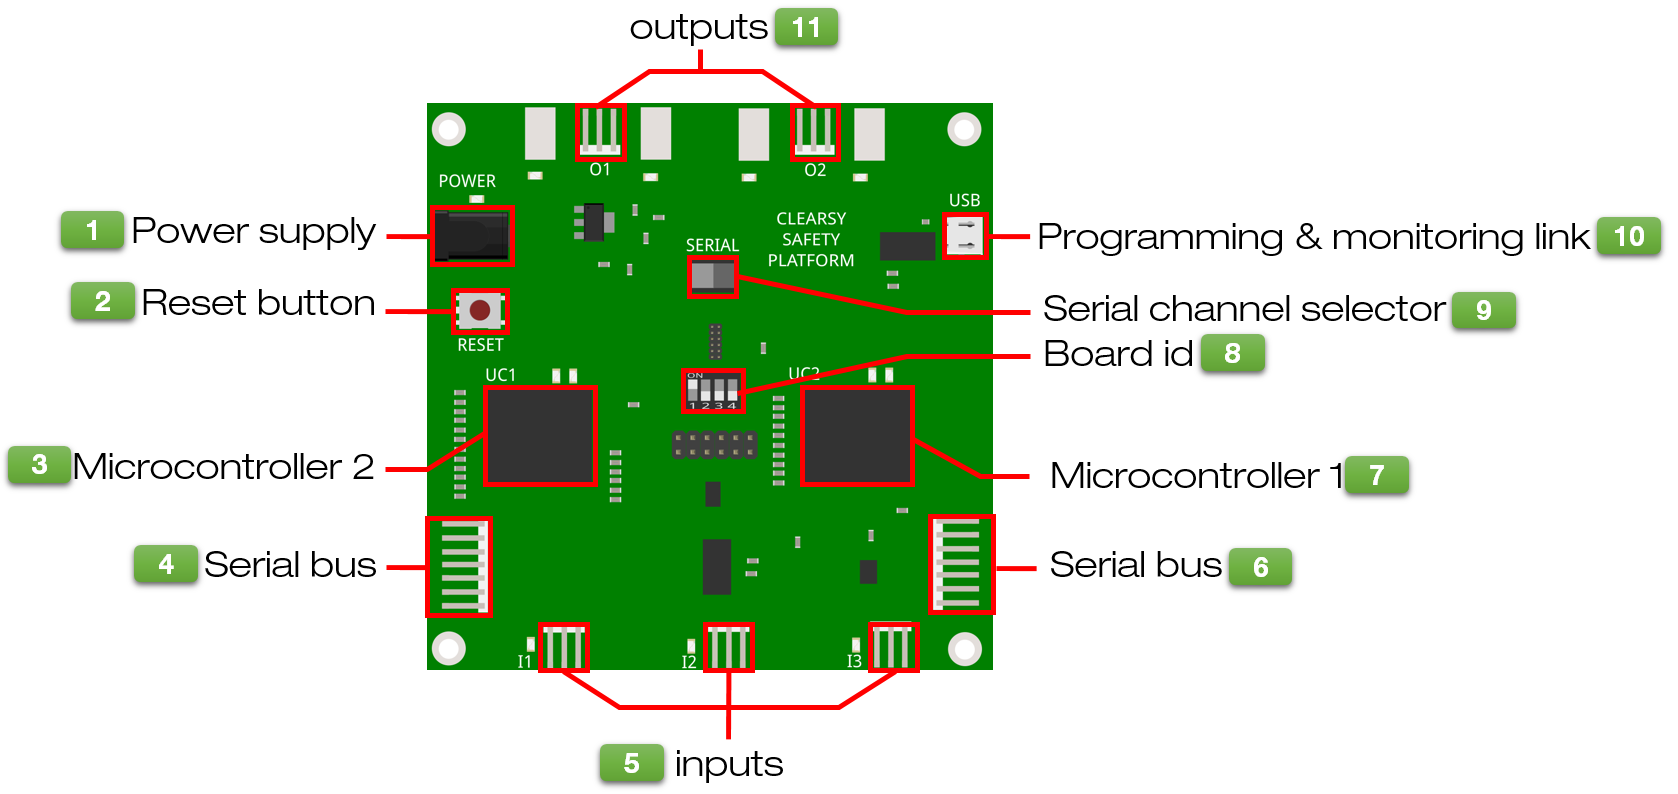 outputs 11
O1
O2
POWER
USB
1 Power supply
CLEARSY
SAFETY
PLATFORM
SERIAL
Programming & monitoring link 10
2 Reset button
RESET
Serial channel selector 9
Board id 8
UC1
UC2
ON
1 2 3 4
3 Microcontroller 2
Microcontroller 1 7
4 Serial bus
Serial bus 6
I1
I2
I3
5 inputs